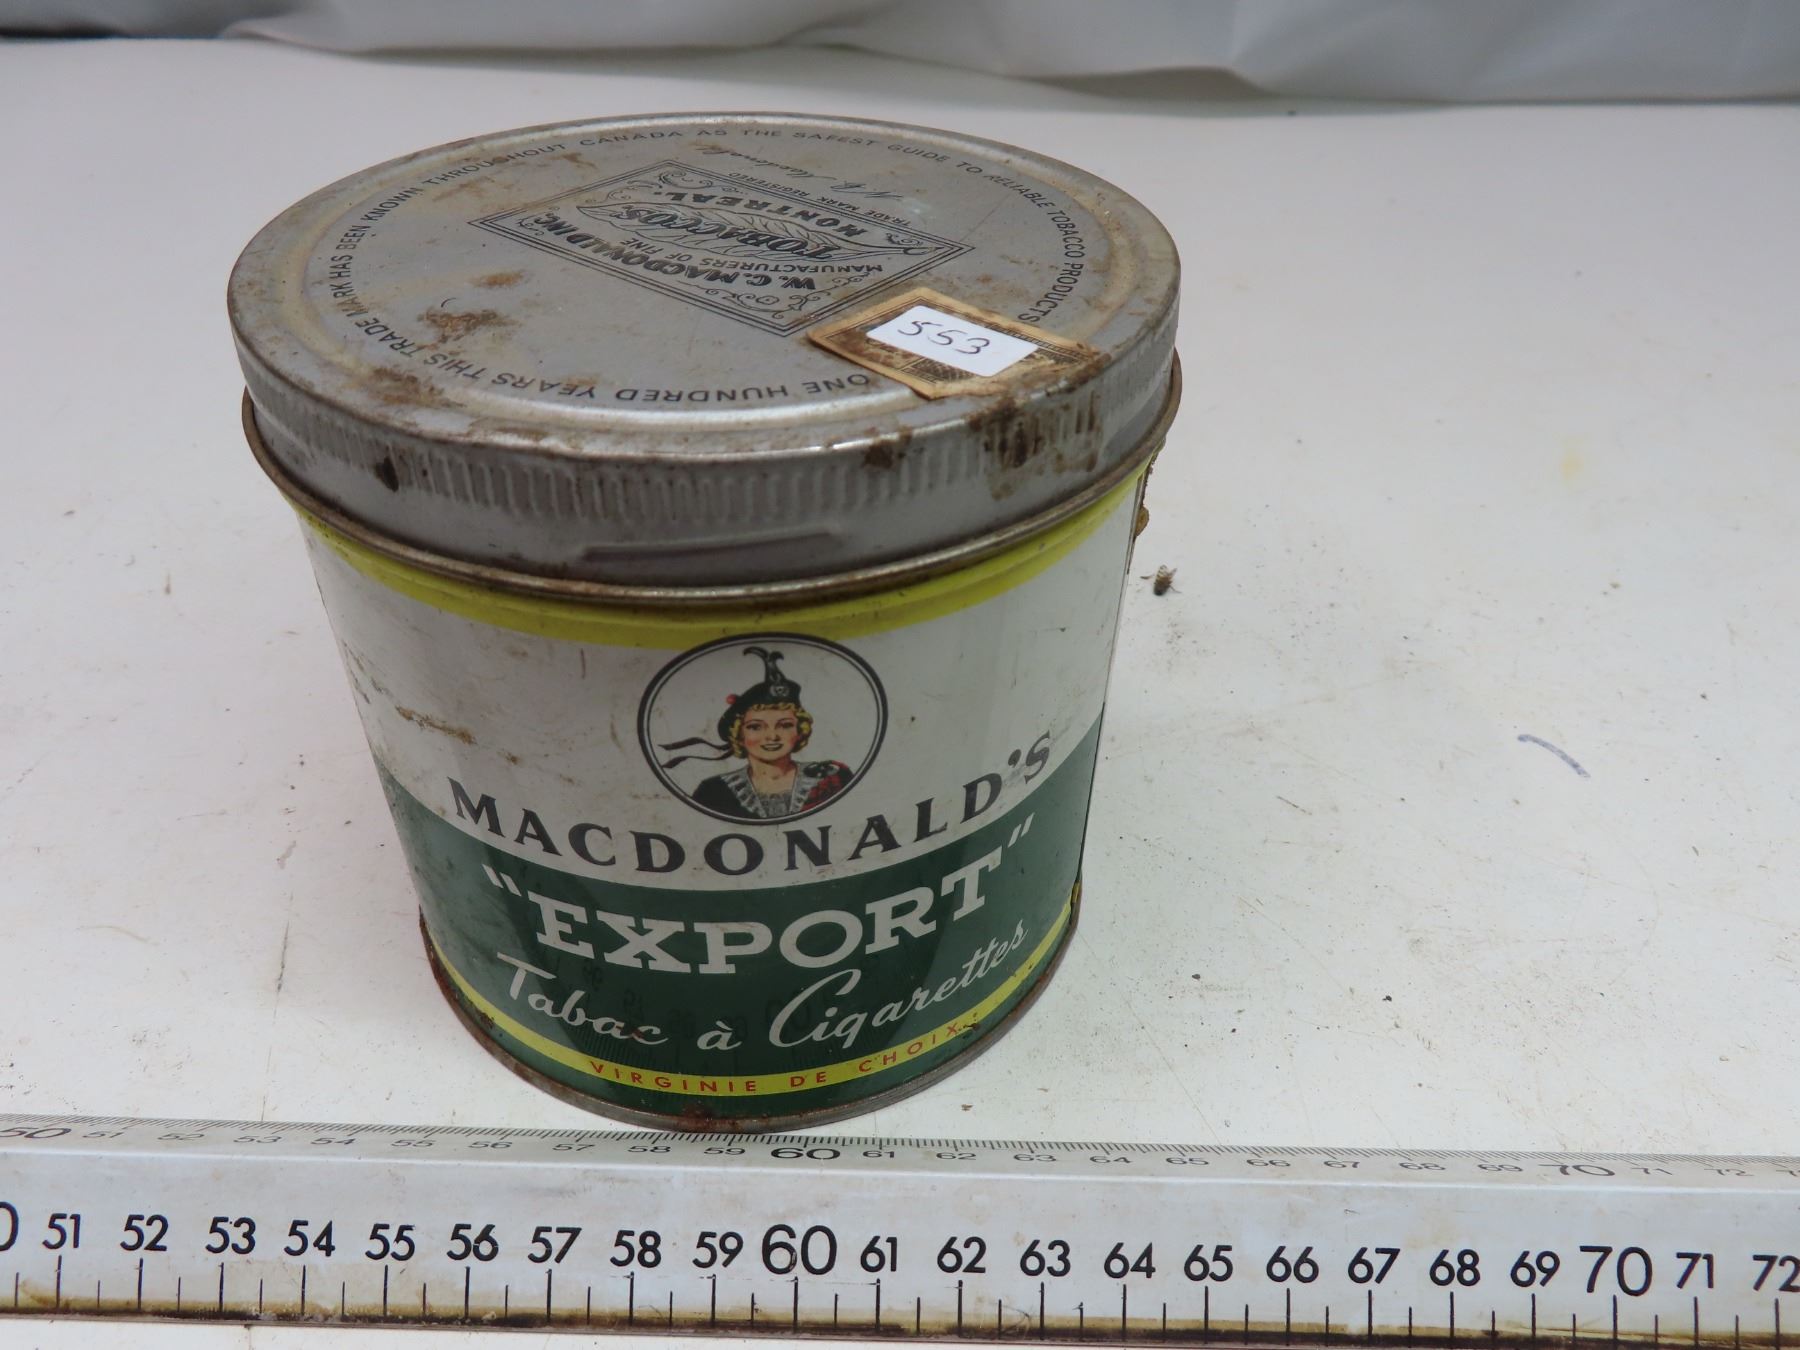 ONE HUNDRED YEARS THIS TRADE MARK HAS BEEN KNOWN THROUGHOUT CANADA AS THE SAFEST GUIDE TO RELIABLE TOBACCO PRODUCTS
W. C. MACDONALD INC.
MANUFACTURERS OF FINE
TOBACCOS.
MONTREAL.
TRADE MARK REGISTERED
553
MACDONALD'S
"EXPORT"
Tabac à Cigarettes
VIRGINIE DE CHOIX
50 51 52 53 54 55 56 57 58 59 60 61 62 63 64 65 66 67 68 69 70 71 72
51 52 53 54 55 56 57 58 59 60 61 62 63 64 65 66 67 68 69 70 71 72